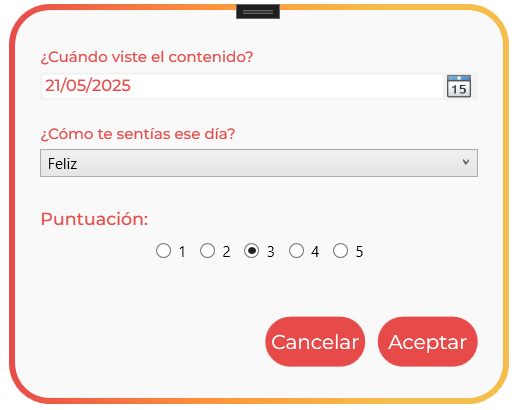 ¿Cuándo viste el contenido?
21/05/2025
15
¿Cómo te sentías ese día?
Feliz
Puntuación:
1 2 3 4 5
Cancelar Aceptar